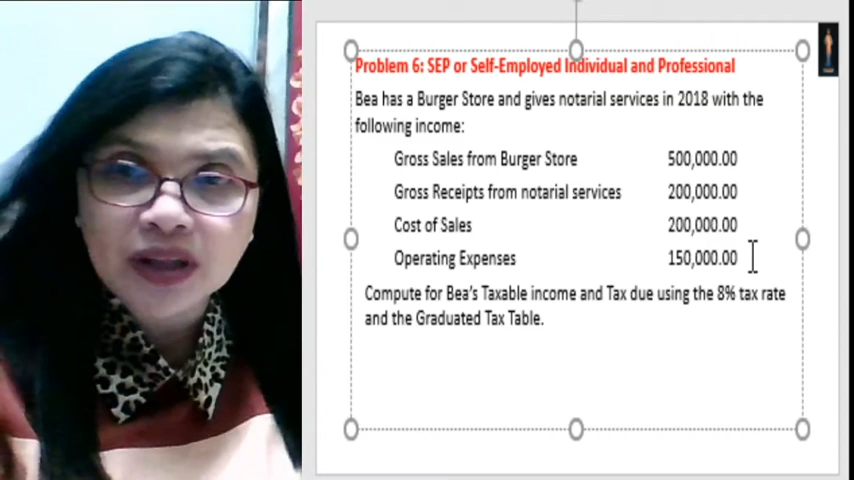 Problem 6: SEP or Self-Employed Individual and Professional
Bea has a Burger Store and gives notarial services in 2018 with the
following income:
Gross Sales from Burger Store 500,000.00
Gross Receipts from notarial services 200,000.00
Cost of Sales 200,000.00
Operating Expenses 150,000.00
Compute for Bea's Taxable income and Tax due using the 8% tax rate
and the Graduated Tax Table.